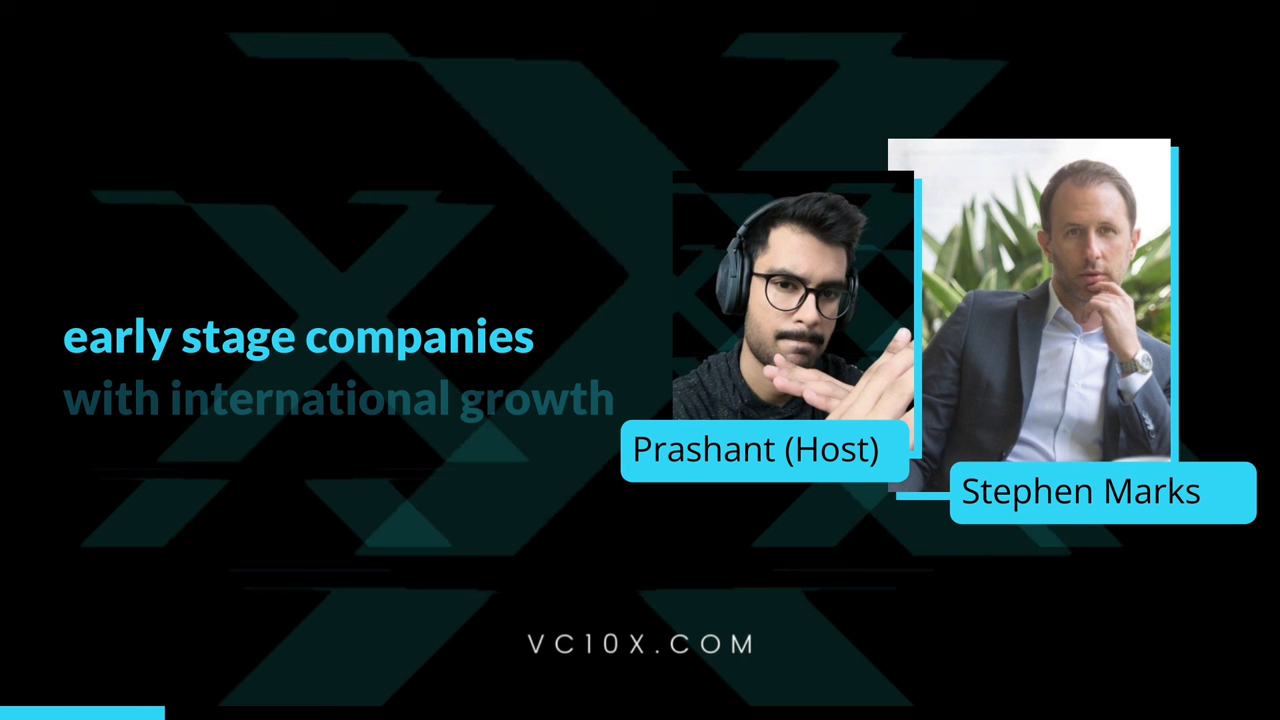 early stage companies
with international growth
Prashant (Host)
Stephen Marks
VC10X.COM